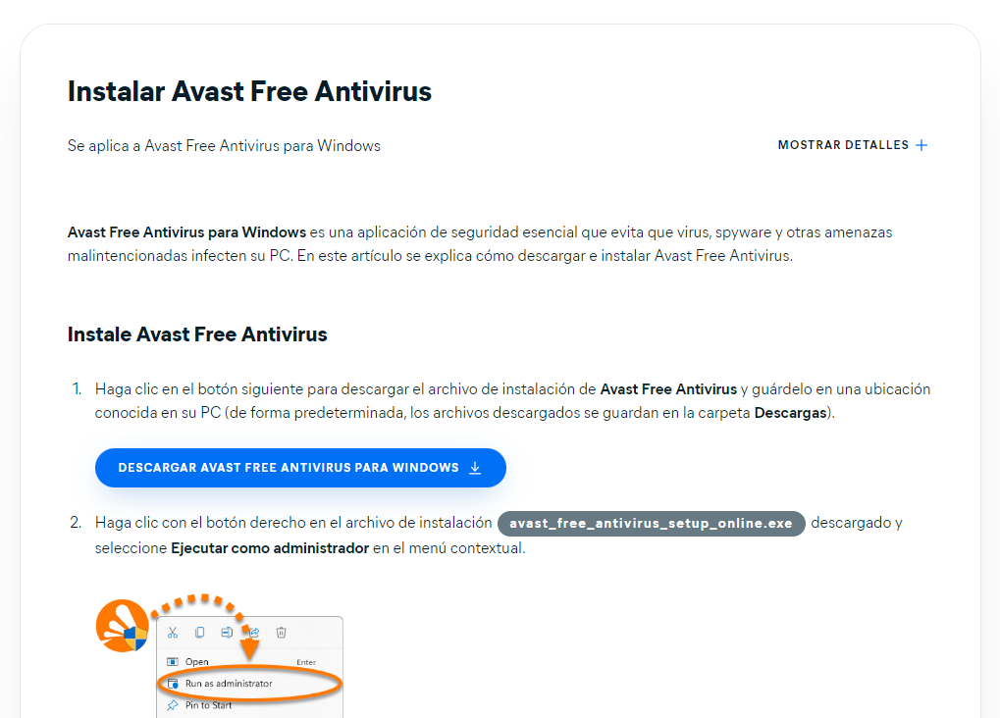 Instalar Avast Free Antivirus
Se aplica a Avast Free Antivirus para Windows
MOSTRAR DETALLES
Avast Free Antivirus para Windows es una aplicación de seguridad esencial que evita que virus, spyware y otras amenazas
malintencionadas infecten su PC. En este artículo se explica cómo descargar e instalar Avast Free Antivirus.
Instale Avast Free Antivirus
1. Haga clic en el botón siguiente para descargar el archivo de instalación de Avast Free Antivirus y guárdelo en una ubicación
conocida en su PC (de forma predeterminada, los archivos descargados se guardan en la carpeta Descargas).
DESCARGAR AVAST FREE ANTIVIRUS PARA WINDOWS
2. Haga clic con el botón derecho en el archivo de instalación avast_free_antivirus_setup_online.exe descargado y
seleccione Ejecutar como administrador en el menú contextual.
Open Enter
Run as administrator
Pin to Start